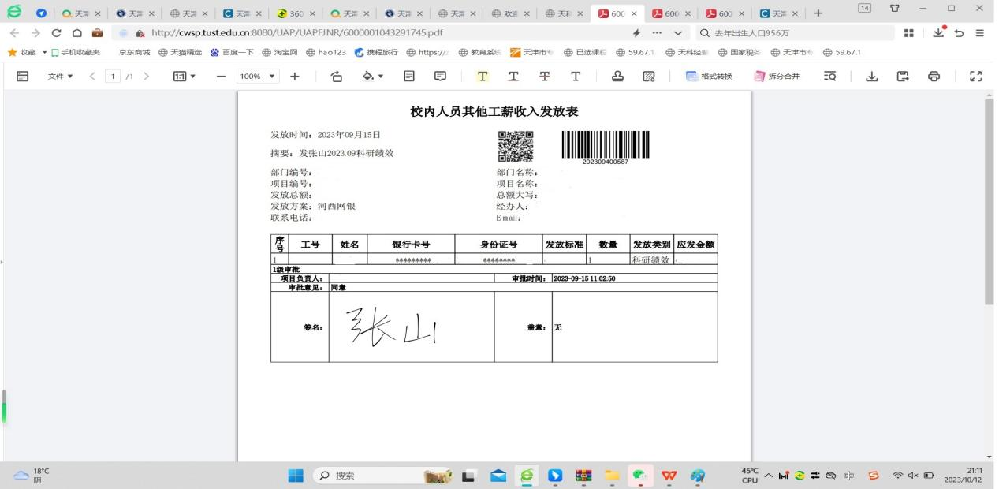 天津 天津 天津 天津 360 天津 天津 天津 欢迎 天科 600 600 600 天津
14
http://cwsp.tust.edu.cn:8080/UAP/UAPFJNR/6000001043291745.pdf
去年出生人口956万
收藏 手机收藏夹 京东商城 天猫精选 百度一下 淘宝网 hao123 携程旅行 https:// 教育系统 天津市专 已选课程 59.67.1 天科经 国家税务 天津市专 59.67.1
文件 1 /1 1:1 100% 格式转换 拆分合并
校内人员其他工薪收入发放表
发放时间：2023年09月15日
摘要：发张山2023.09科研绩效
202309400587
部门编号： 部门名称：
项目编号： 项目名称：
发放总额： 总额大写：
发放方案：河西网银 经办人：
联系电话： Email：
序号 工号 姓名 银行卡号 身份证号 发放标准 数量 发放类别 应发金额
1 ********* ******** 1 科研绩效
1级审批
项目负责人： 审批时间： 2023-09-15 11:02:50
审批意见： 同意
签名： 张山 盖章： 无
18°C
阴
搜索
45°C
CPU
中
21:11
2023/10/12